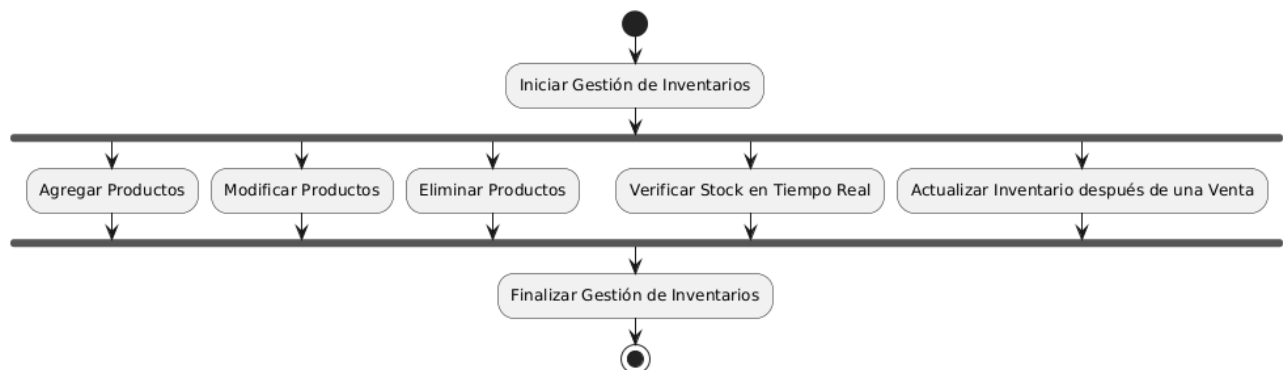 Iniciar Gestión de Inventarios
Agregar Productos
Modificar Productos
Eliminar Productos
Verificar Stock en Tiempo Real
Actualizar Inventario después de una Venta
Finalizar Gestión de Inventarios